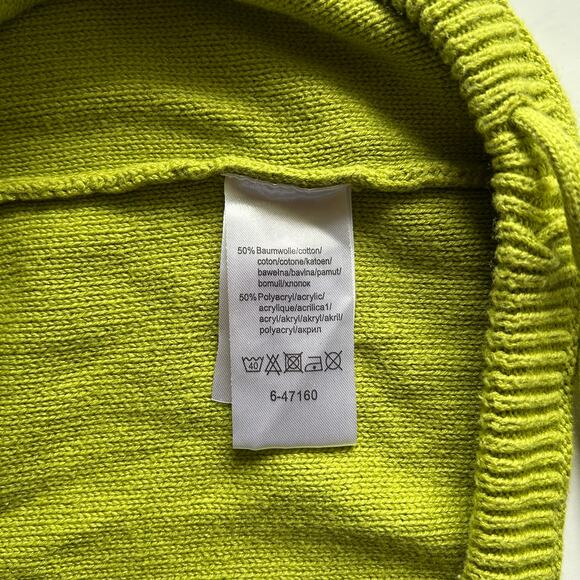 50% Baumwolle/cotton/
coton/cotone/katoen/
bawełna/bavlna/pamut/
bomull/хлопок
50% Polyacryl/acrylic/
acrylique/acrilica1/
acryl/akryl/akryl/akril/
polyacryl/акрил
40
6-47160